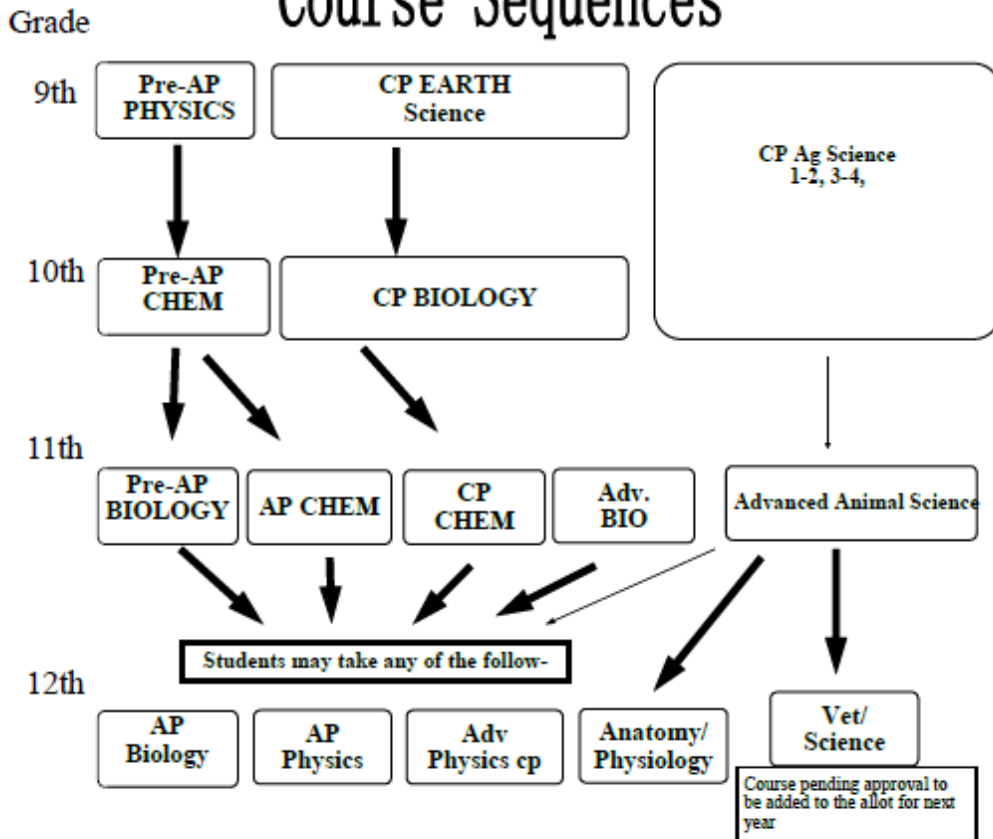 Course Sequences
Grade
9th
Pre-AP
PHYSICS
CP EARTH
Science
CP Ag Science
1-2, 3-4,
10th
Pre-AP
CHEM
CP BIOLOGY
11th
Pre-AP
BIOLOGY
AP CHEM
CP
CHEM
Adv.
BIO
Advanced Animal Science
Students may take any of the follow-
12th
AP
Biology
AP
Physics
Adv
Physics cp
Anatomy/
Physiology
Vet/
Science
Course pending approval to
be added to the allot for next
year